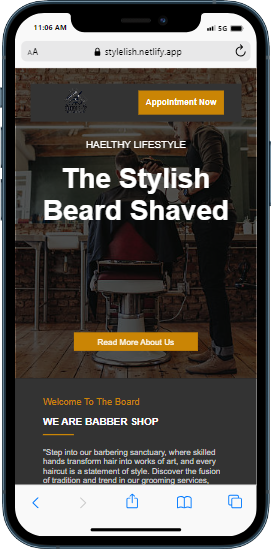 11:06 AM 5G
AA stylelish.netlify.app
Appointment Now
HAELTHY LIFESTYLE
The Stylish
Beard Shaved
Read More About Us
Welcome To The Board
WE ARE BABBER SHOP
"Step into our barbering sanctuary, where skilled
hands transform hair into works of art, and every
haircut is a statement of style. Discover the fusion
of tradition and trend in our grooming services,